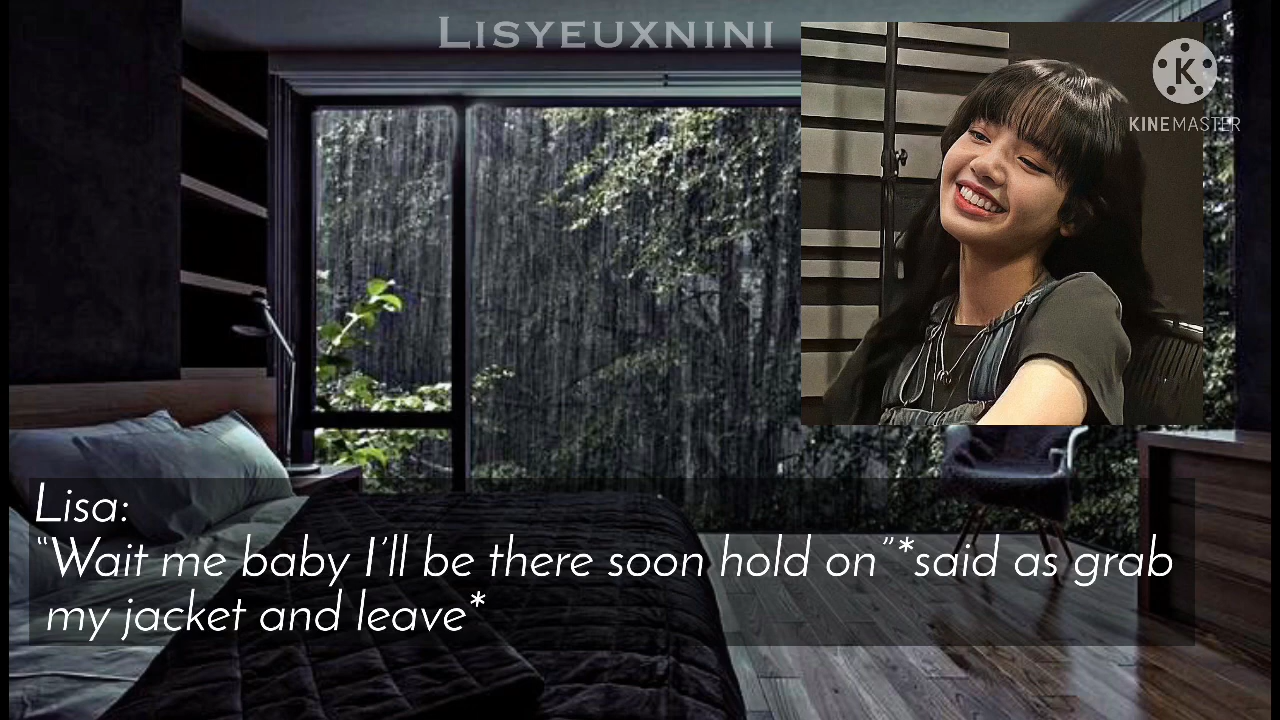 LISYEUXNINI
K
KINEMASTER
Lisa:
“Wait me baby I’ll be there soon hold on”*said as grab
my jacket and leave*